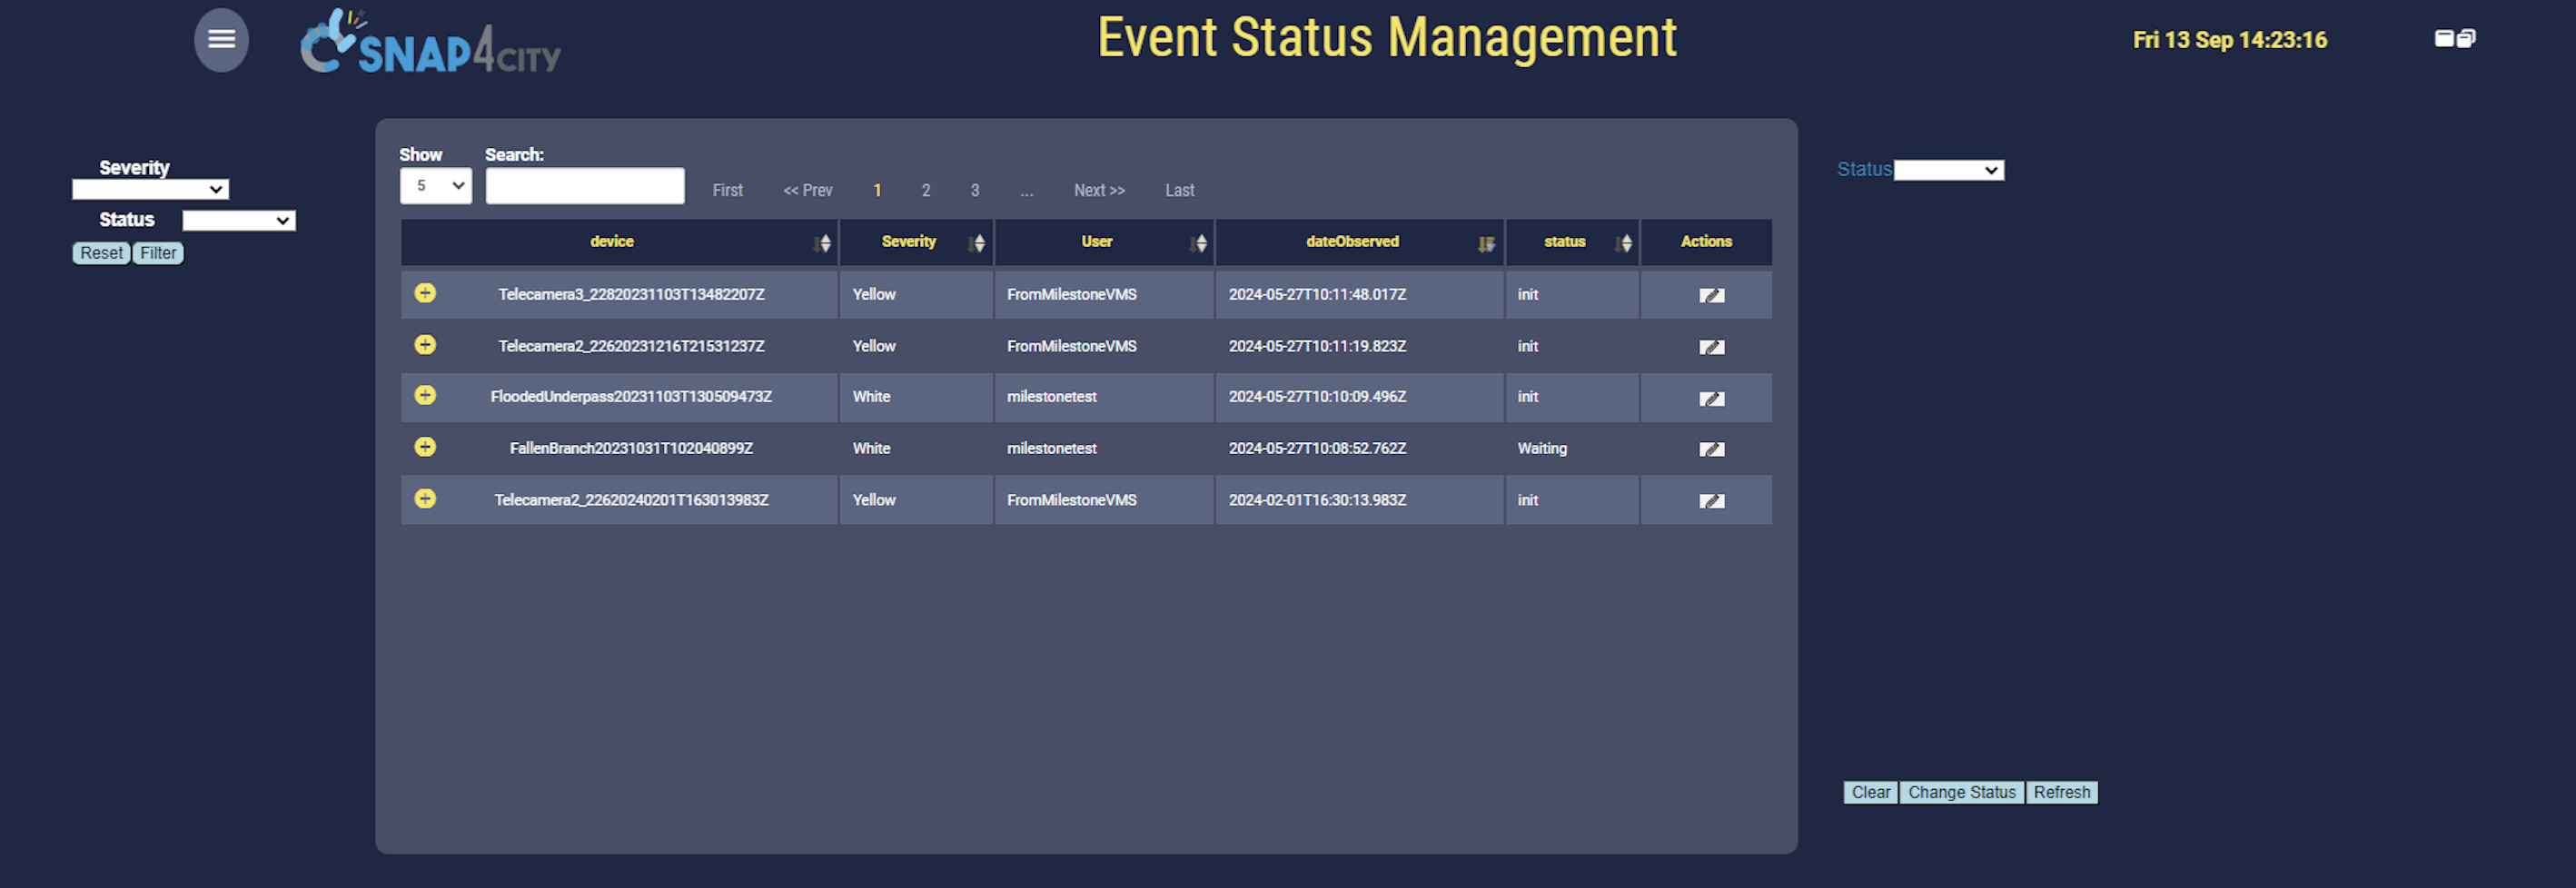 SNAP4CITY
Event Status Management
Fri 13 Sep 14:23:16
Severity
Status
Reset Filter
Show Search:
5 First << Prev 1 2 3 ... Next >> Last
device Severity User dateObserved status Actions
Telecamera3_22820231103T13482207Z Yellow FromMilestoneVMS 2024-05-27T10:11:48.017Z init
Telecamera2_22620231216T21531237Z Yellow FromMilestoneVMS 2024-05-27T10:11:19.823Z init
FloodedUnderpass20231103T130509473Z White milestonetest 2024-05-27T10:10:09.496Z init
FallenBranch20231031T102040899Z White milestonetest 2024-05-27T10:08:52.762Z Waiting
Telecamera2_22620240201T163013983Z Yellow FromMilestoneVMS 2024-02-01T16:30:13.983Z init
Status
Clear Change Status Refresh